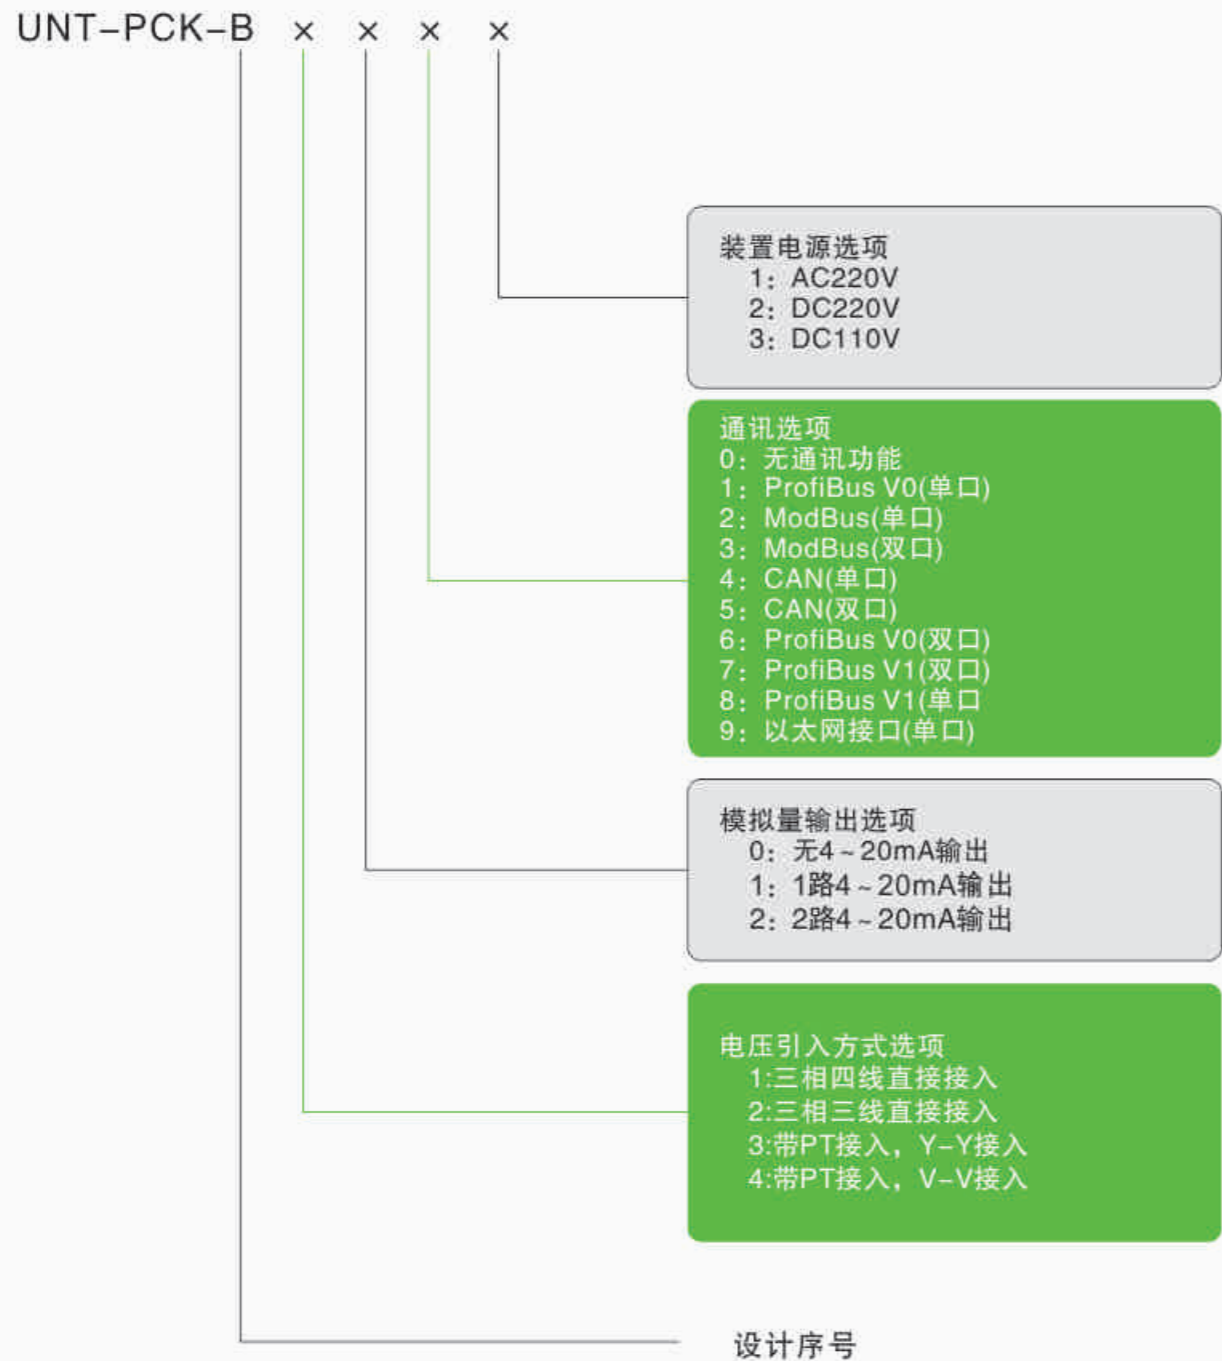 UNT-PCK-B × × × ×
装置电源选项
1：AC220V
2：DC220V
3：DC110V
通讯选项
0：无通讯功能
1：ProfiBus V0(单口)
2：ModBus(单口)
3：ModBus(双口)
4：CAN(单口)
5：CAN(双口)
6：ProfiBus V0(双口)
7：ProfiBus V1(双口)
8：ProfiBus V1(单口
9：以太网接口(单口)
模拟量输出选项
0：无4~20mA输出
1：1路4~20mA输出
2：2路4~20mA输出
电压引入方式选项
1:三相四线直接接入
2:三相三线直接接入
3:带PT接入，Y-Y接入
4:带PT接入，V-V接入
设计序号